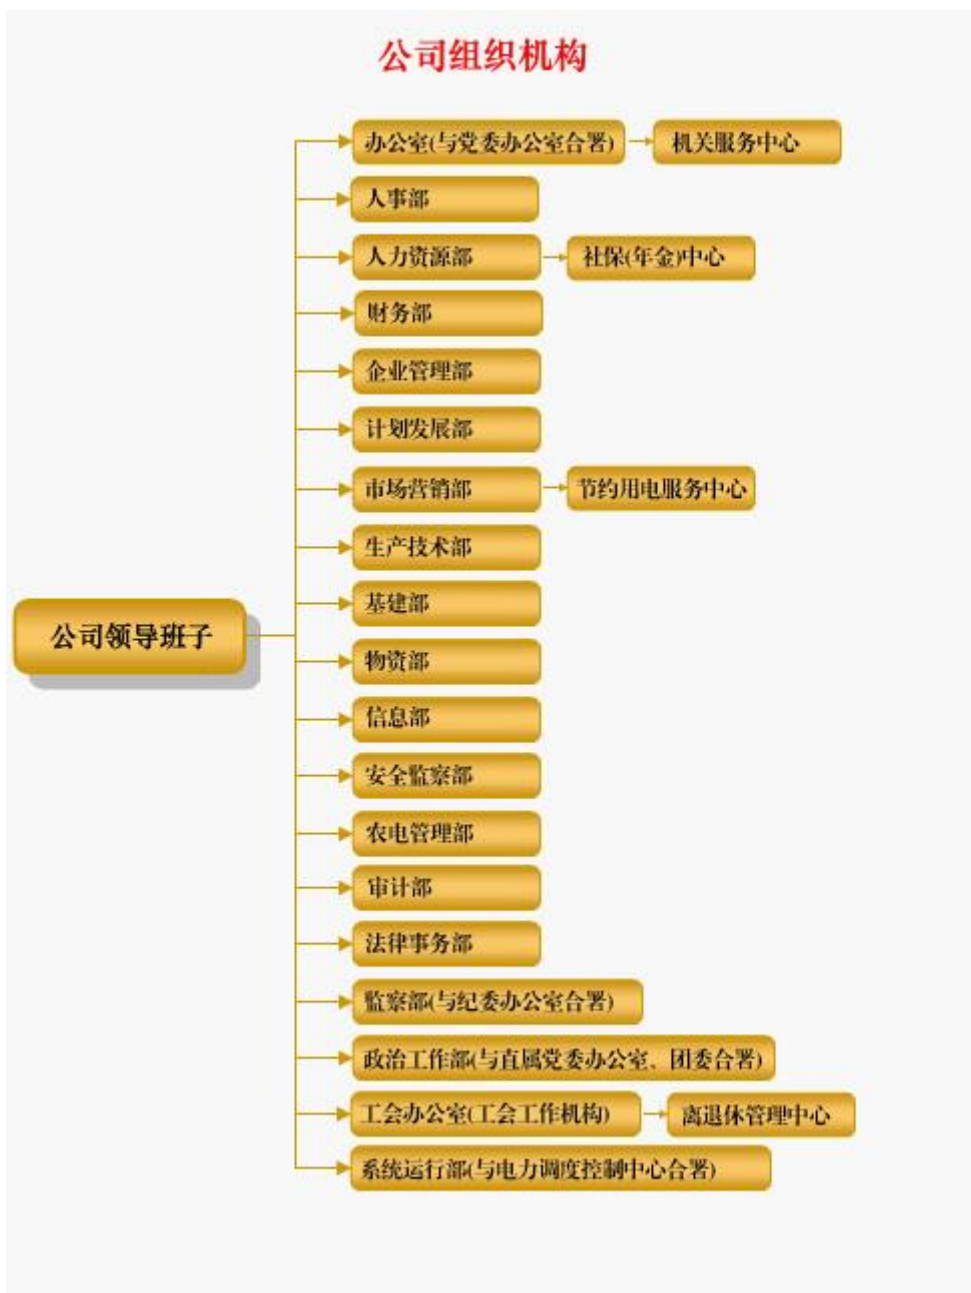 公司组织机构
办公室(与党委办公室合署)
机关服务中心
人事部
人力资源部
社保(年金)中心
财务部
企业管理部
计划发展部
市场营销部
节约用电服务中心
生产技术部
基建部
公司领导班子
物资部
信息部
安全监察部
农电管理部
审计部
法律事务部
监察部(与纪委办公室合署)
政治工作部(与直属党委办公室、团委合署)
工会办公室(工会工作机构)
离退休管理中心
系统运行部(与电力调度控制中心合署)